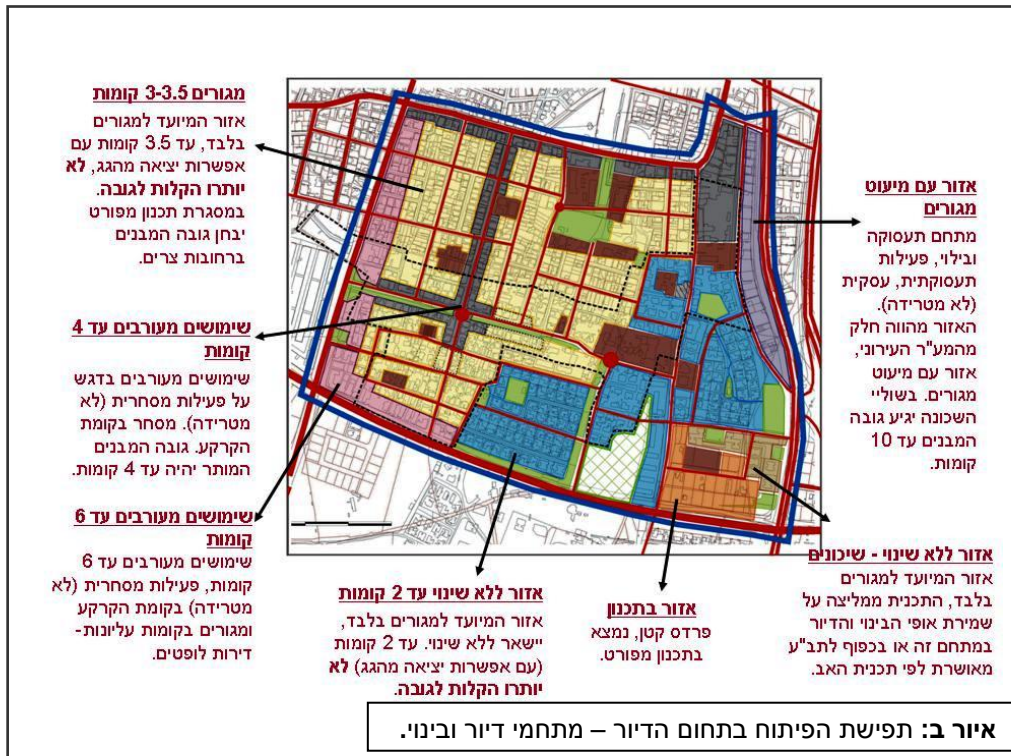 מגורים 3-3.5 קומות
אזור המיועד למגורים
בלבד, עד 3.5 קומות עם
אפשרות יציאה מהגג, לא
יותרו הקלות לגובה.
במסגרת תכנון מפורט
יבחן גובה המבנים
ברחובות צרים.
שימושים מעורבים עד 4
קומות
שימושים מעורבים בדגש
על פעילות מסחרית (לא
מטרידה). מסחר בקומת
הקרקע. גובה המבנים
המותר יהיה עד 4 קומות.
שימושים מעורבים עד 6
קומות
שימושים מעורבים עד 6
קומות, פעילות מסחרית (לא
מטרידה) בקומת הקרקע
ומגורים בקומות עליונות-
דירות לופטים.
אזור עם מיעוט
מגורים
מתחם תעסוקה
ובילוי, פעילות
תעסוקתית, עסקית
(לא מטרידה).
האזור מהווה חלק
מהמע"ר העירוני,
אזור עם מיעוט
מגורים. בשוליי
השכונה יגיע גובה
המבנים עד 10
קומות.
אזור ללא שינוי - שיכונים
אזור המיועד למגורים
בלבד, התכנית ממליצה על
שמירת אופי הבינוי והדיור
במתחם זה או בכפוף לתב"ע
מאושרת לפי תכנית האב.
אזור בתכנון
פרדס קטן, נמצא
בתכנון מפורט.
אזור ללא שינוי עד 2 קומות
אזור המיועד למגורים בלבד,
יישאר ללא שינוי. עד 2 קומות
(עם אפשרות יציאה מהגג) לא
יותרו הקלות לגובה.
איור ב: תפישת הפיתוח בתחום הדיור – מתחמי דיור ובינוי.